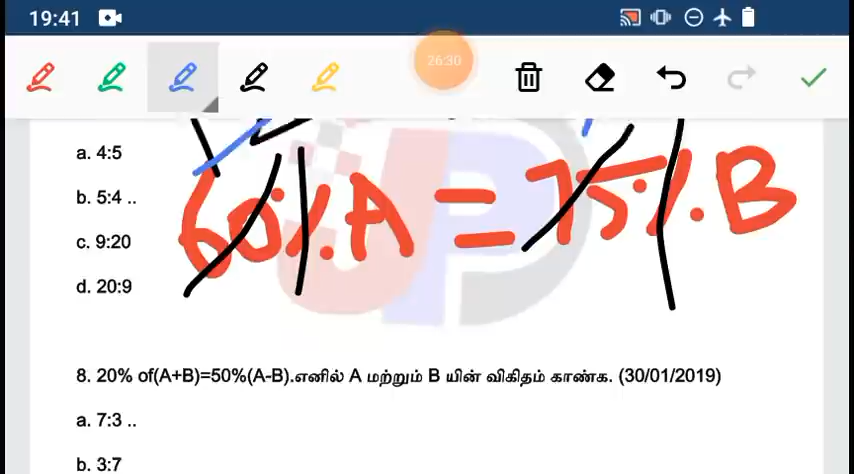 19:41
26:30
a. 4:5
b. 5:4 ..
60% A = 75% B
c. 9:20
d. 20:9
8. 20% of(A+B)=50%(A-B).எனில் A மற்றும் B யின் விகிதம் காண்க. (30/01/2019)
a. 7:3 ..
b. 3:7